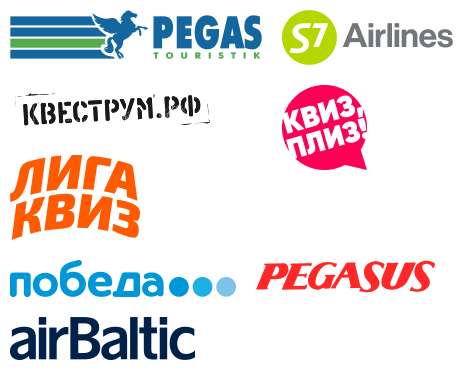 PEGAS
TOURISTIK
S7 Airlines
КВЕСТРУМ.РФ
КВИЗ,
ПЛИЗ!
ЛИГА
КВИЗ
победа
PEGASUS
airBaltic